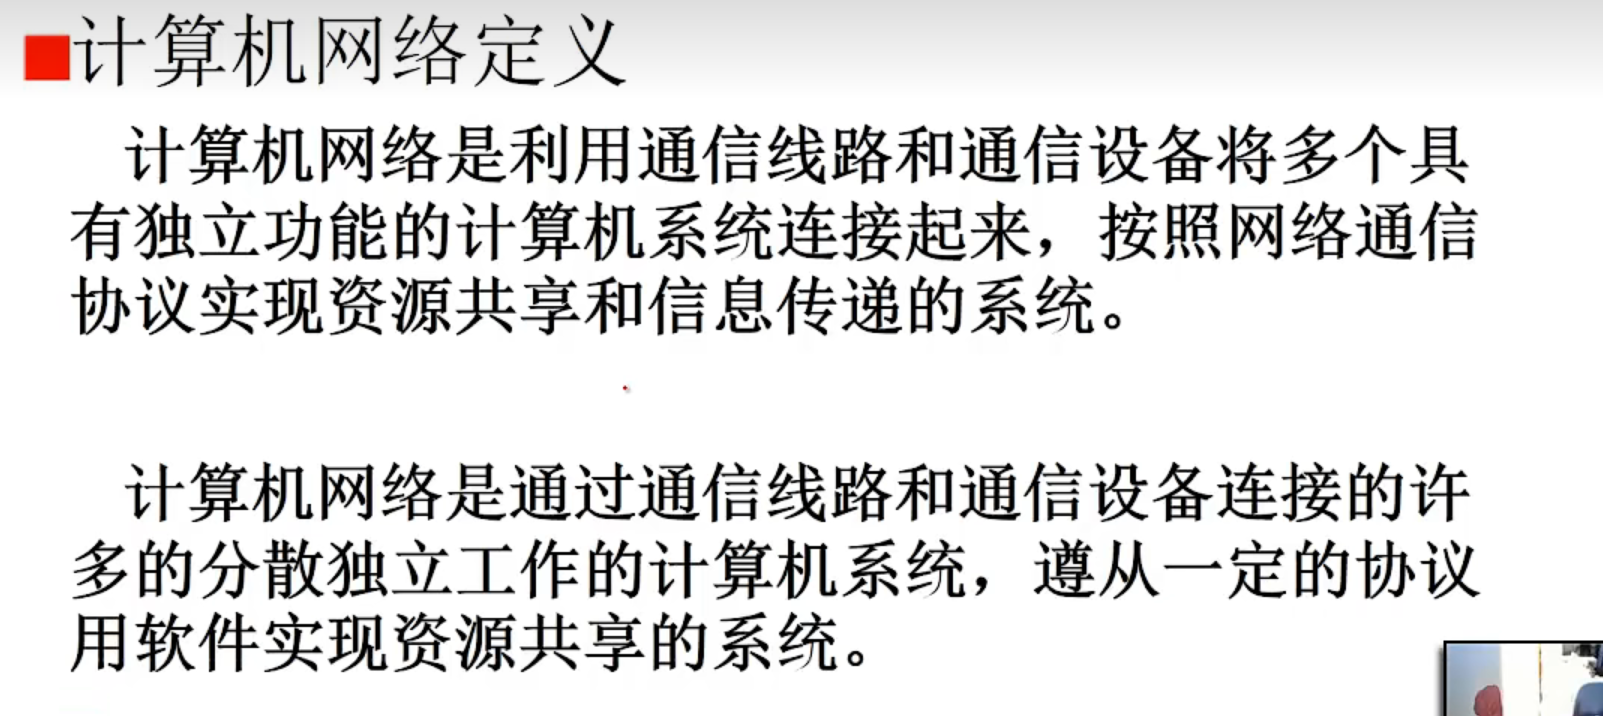 计算机网络定义
计算机网络是利用通信线路和通信设备将多个具
有独立功能的计算机系统连接起来，按照网络通信
协议实现资源共享和信息传递的系统。
计算机网络是通过通信线路和通信设备连接的许
多的分散独立工作的计算机系统，遵从一定的协议
用软件实现资源共享的系统。